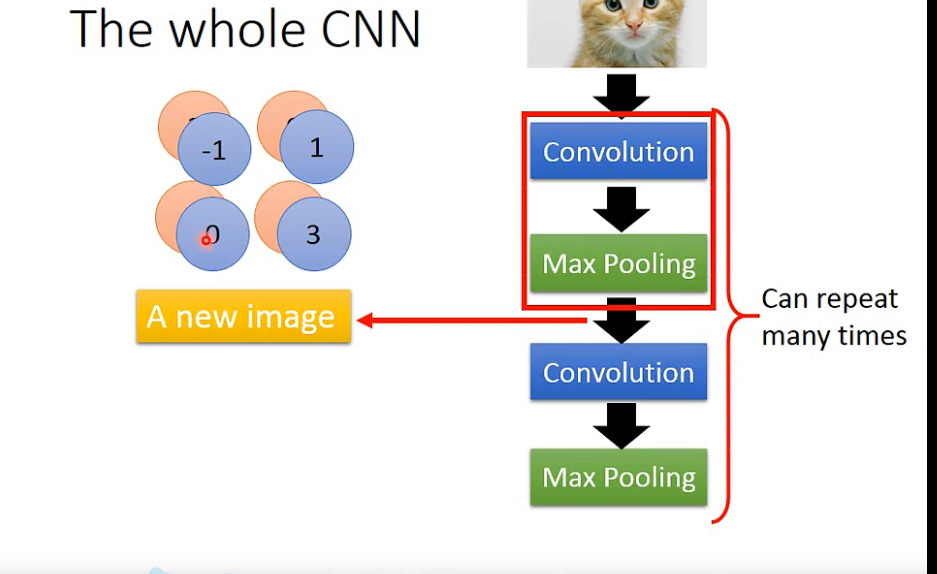 The whole CNN
-1
1
0
3
A new image
Convolution
Max Pooling
Convolution
Max Pooling
Can repeat
many times